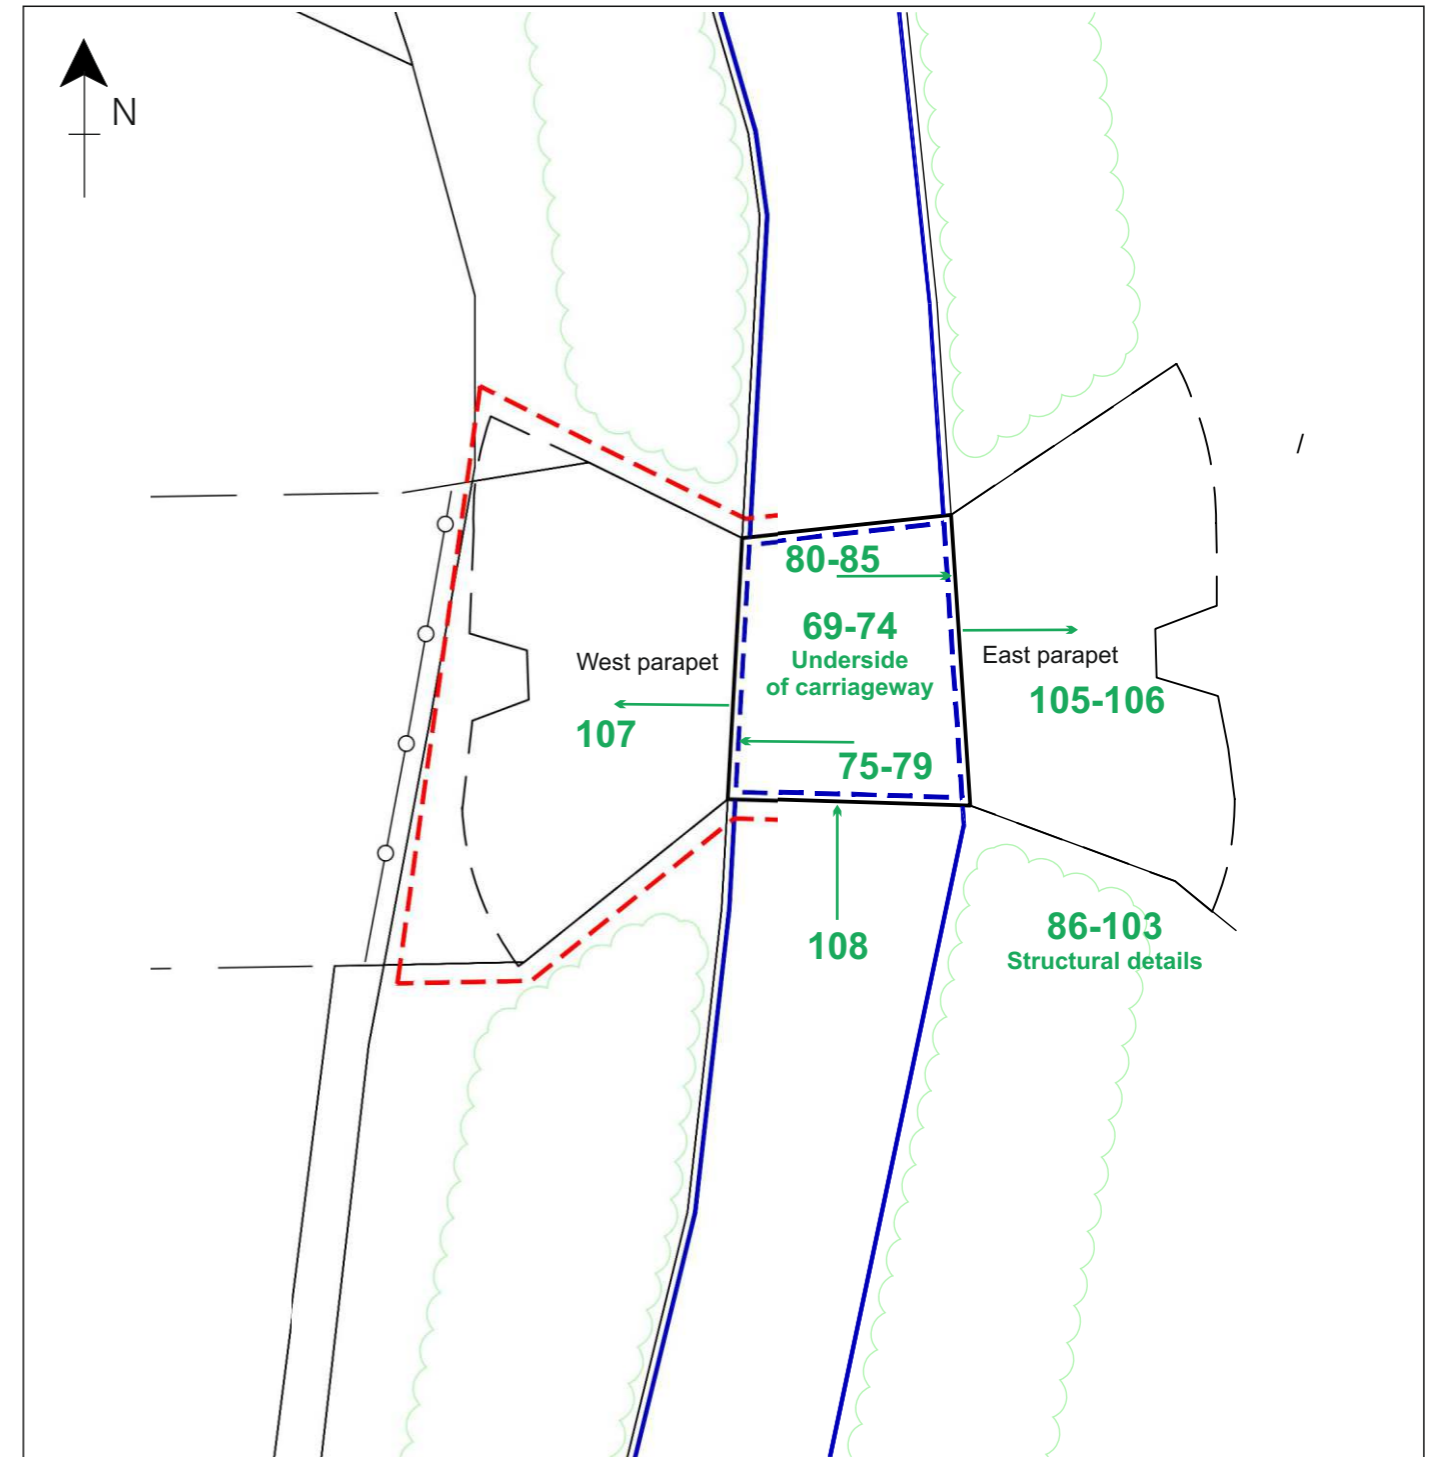 N
80-85
69-74
Underside
of carriageway
West parapet
East parapet
105-106
107
75-79
108
86-103
Structural details